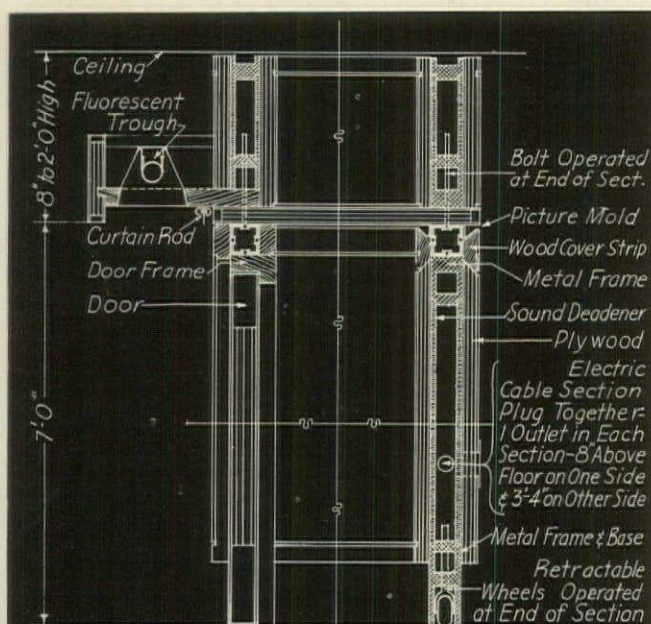 8" to 2'-0" High
7'-0"
Ceiling
Fluorescent
Trough
Curtain Rod
Door Frame
Door
Bolt Operated
at End of Sect.
Picture Mold
Wood Cover Strip
Metal Frame
Sound Deadener
Plywood
Electric
Cable Section
Plug Together-
1 Outlet in Each
Section-8" Above
Floor on One Side
& 3'-4" on Other Side
Metal Frame & Base
Retractable
Wheels Operated
at End of Section